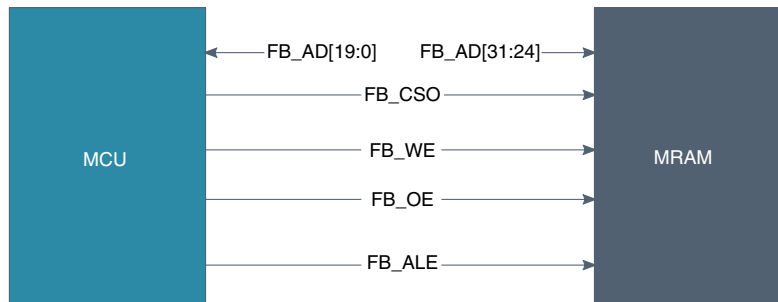 FB_AD[19:0] FB_AD[31:24]
FB_CSO
MCU
FB_WE
MRAM
FB_OE
FB_ALE